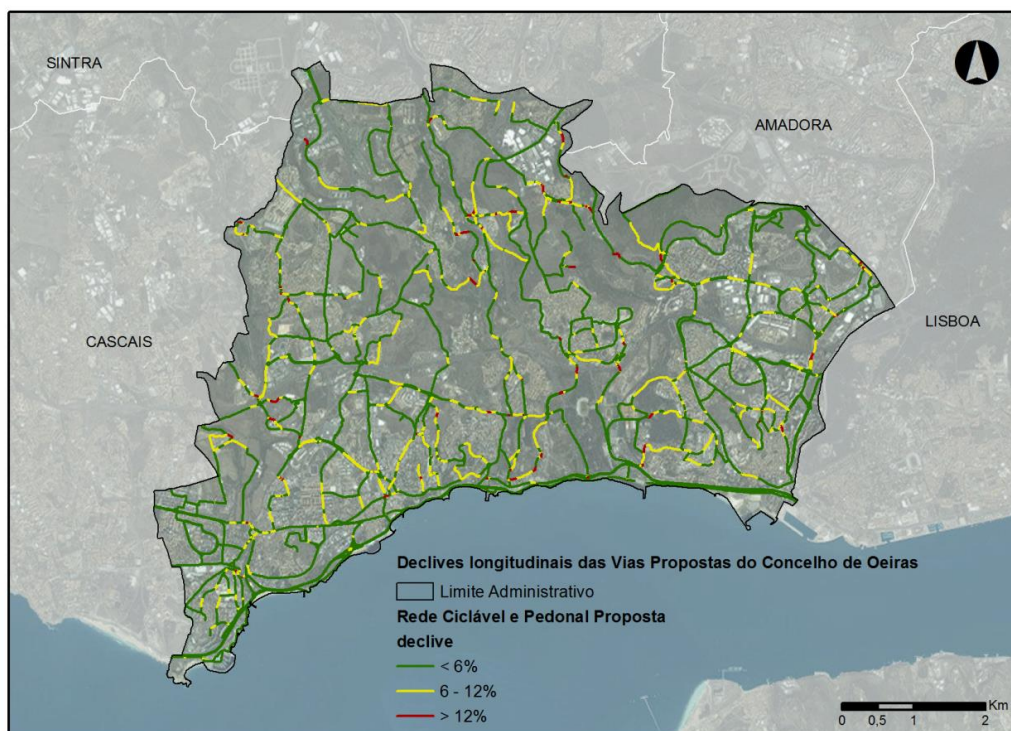 SINTRA
AMADORA
LISBOA
CASCAIS
Declives longitudinais das Vias Propostas do Concelho de Oeiras
Limite Administrativo
Rede Ciclável e Pedonal Proposta
declive
< 6%
6 - 12%
> 12%
Km
0 0,5 1 2